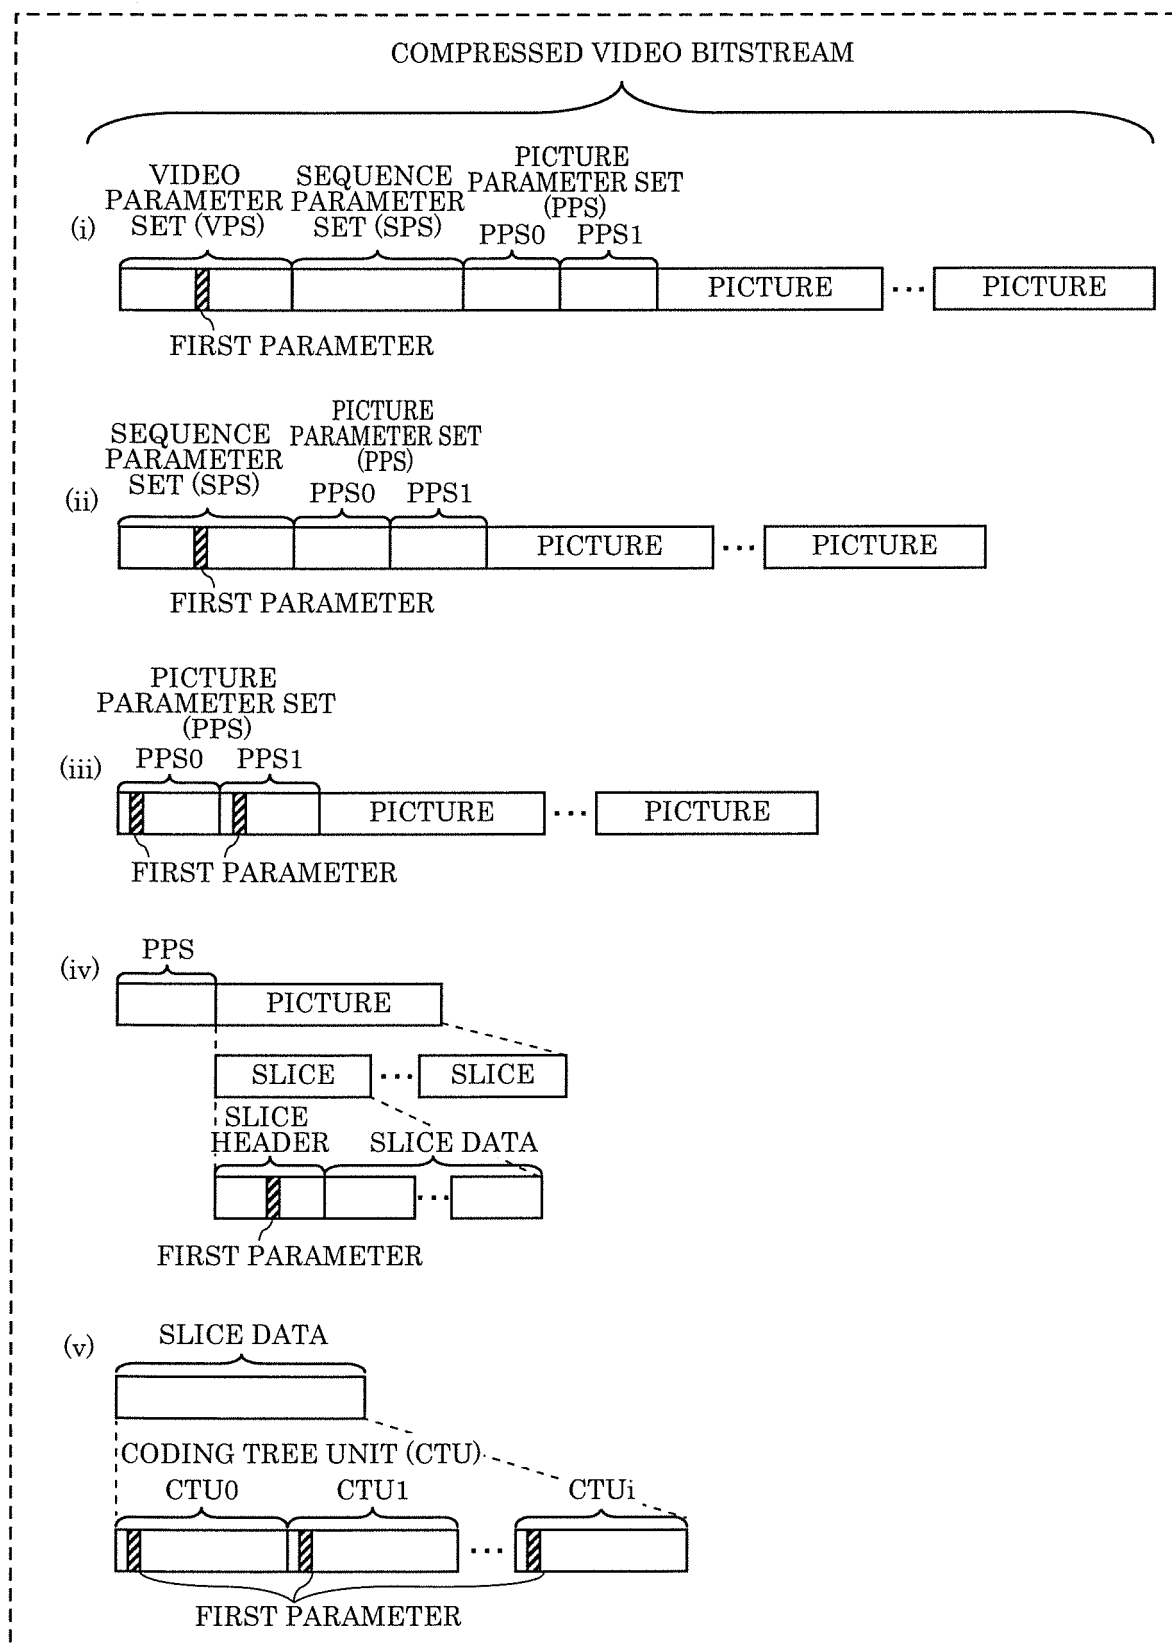 COMPRESSED VIDEO BITSTREAM
(i)
VIDEO
PARAMETER
SET (VPS)
SEQUENCE
PARAMETER
SET (SPS)
PICTURE
PARAMETER SET
(PPS)
PPS0 PPS1
PICTURE ... PICTURE
FIRST PARAMETER
(ii)
SEQUENCE
PARAMETER
SET (SPS)
PICTURE
PARAMETER SET
(PPS)
PPS0 PPS1
PICTURE ... PICTURE
FIRST PARAMETER
PICTURE
PARAMETER SET
(PPS)
(iii)
PPS0 PPS1
PICTURE ... PICTURE
FIRST PARAMETER
(iv)
PPS
PICTURE
SLICE ... SLICE
SLICE
HEADER
SLICE DATA
...
FIRST PARAMETER
(v)
SLICE DATA
CODING TREE UNIT (CTU)
CTU0 CTU1 CTUi
...
FIRST PARAMETER